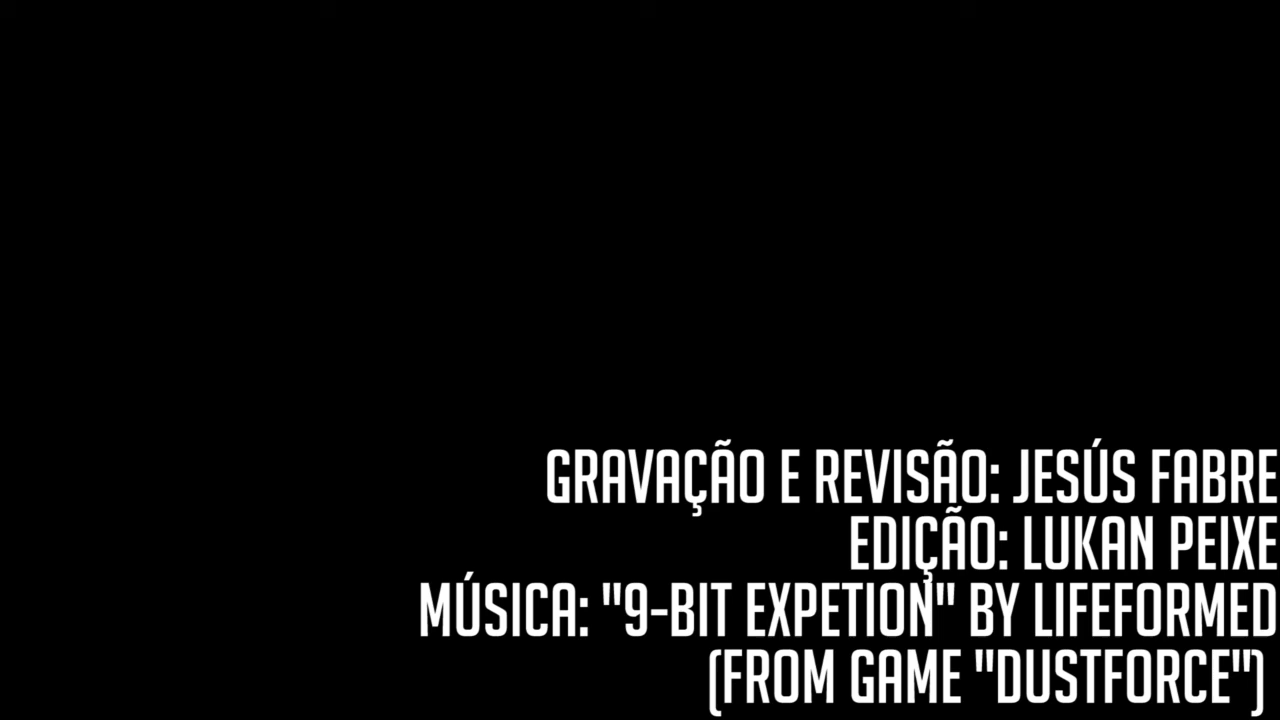 GRAVAÇÃO E REVISÃO: JESÚS FABRE
EDIÇÃO: LUKAN PEIXE
MÚSICA: "9-BIT EXPETION" BY LIFEFORMED
(FROM GAME "DUSTFORCE")